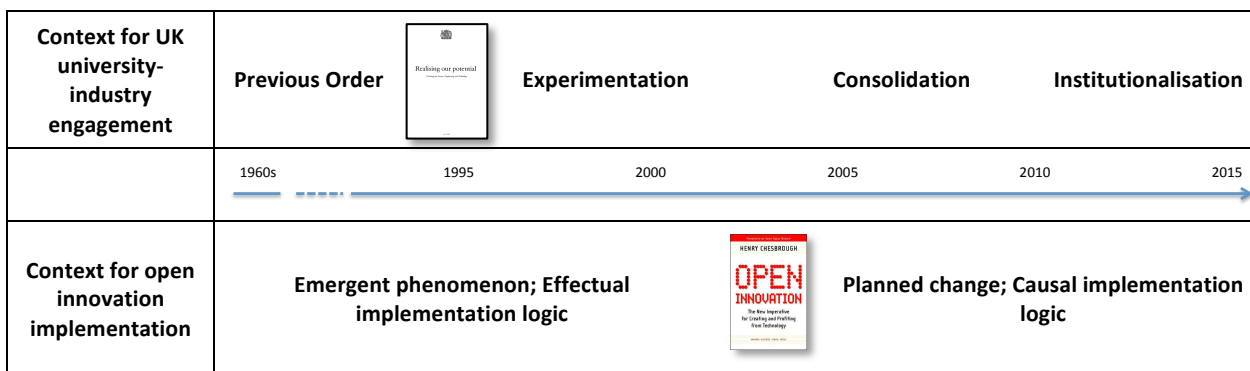 Context for UK
university-
industry
engagement
Previous Order
Realising our potential
Experimentation
Consolidation
Institutionalisation
1960s
1995
2000
2005
2010
2015
Context for open
innovation
implementation
Emergent phenomenon; Effectual
implementation logic
HENRY CHESBROUGH
OPEN
INNOVATION
The New Imperative
for Creating and Profiting
from Technology
Planned change; Causal implementation
logic